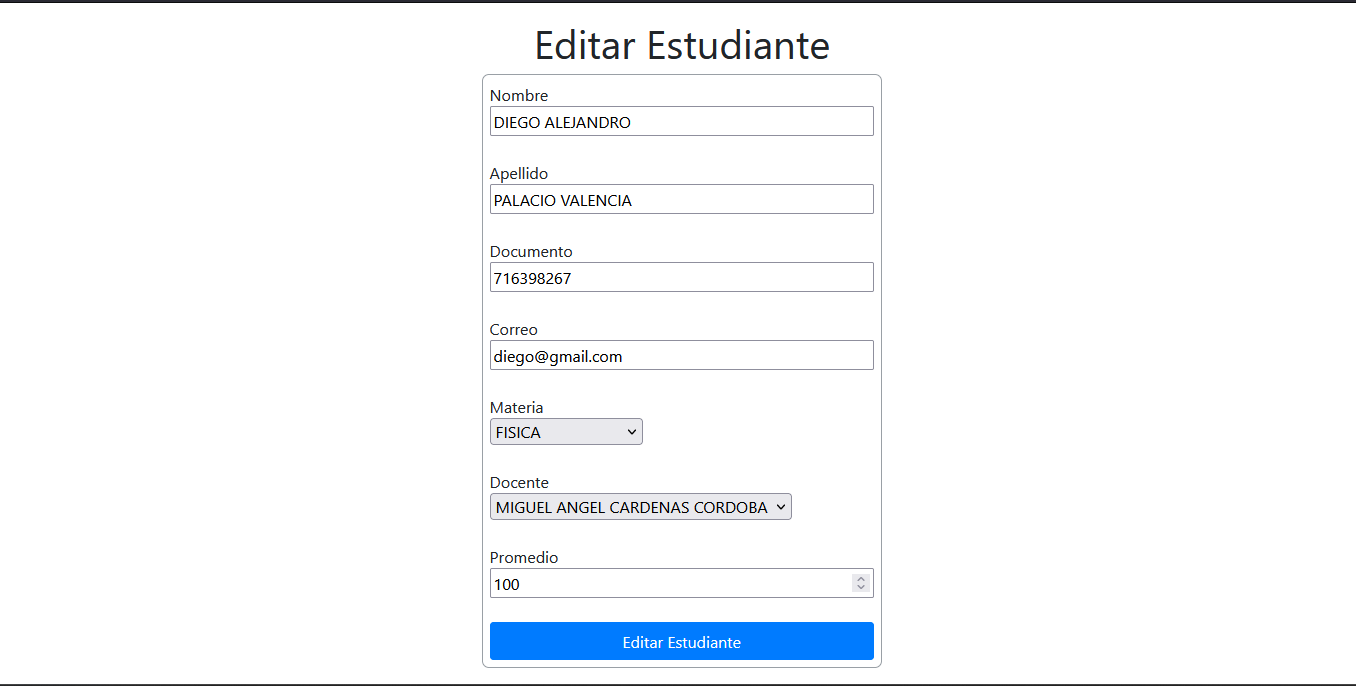 Editar Estudiante
Nombre
DIEGO ALEJANDRO
Apellido
PALACIO VALENCIA
Documento
716398267
Correo
diego@gmail.com
Materia
FISICA
Docente
MIGUEL ANGEL CARDENAS CORDOBA
Promedio
100
Editar Estudiante